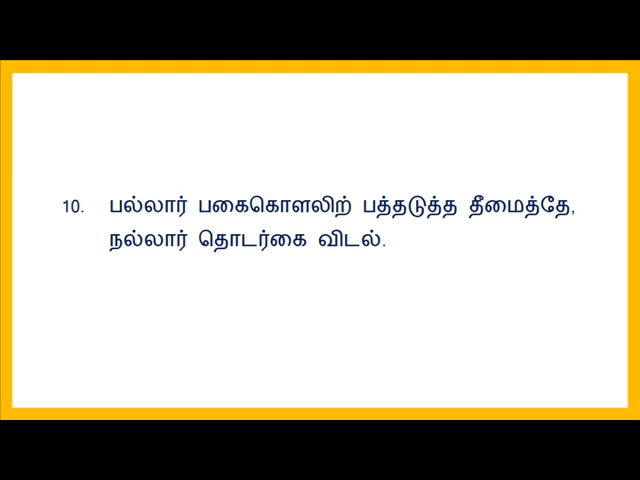 10. பல்லார் பகைகொளலிற் பத்தடுத்த தீமைத்தே,
நல்லார் தொடர்கை விடல்.